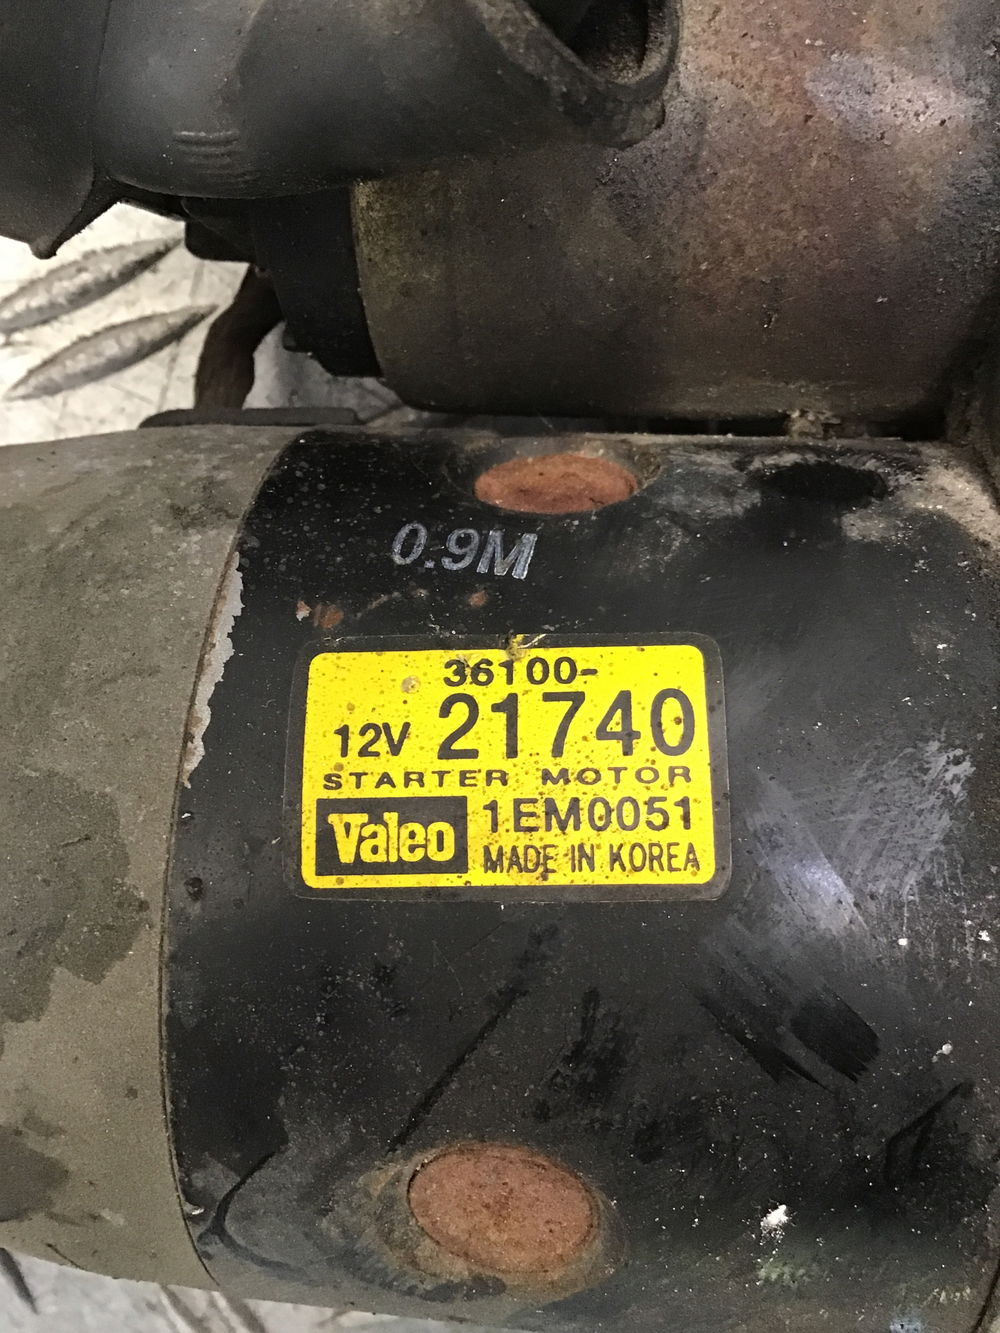 0.9M
36100-
12V 21740
STARTER MOTOR
Valeo 1EM0051
MADE IN KOREA